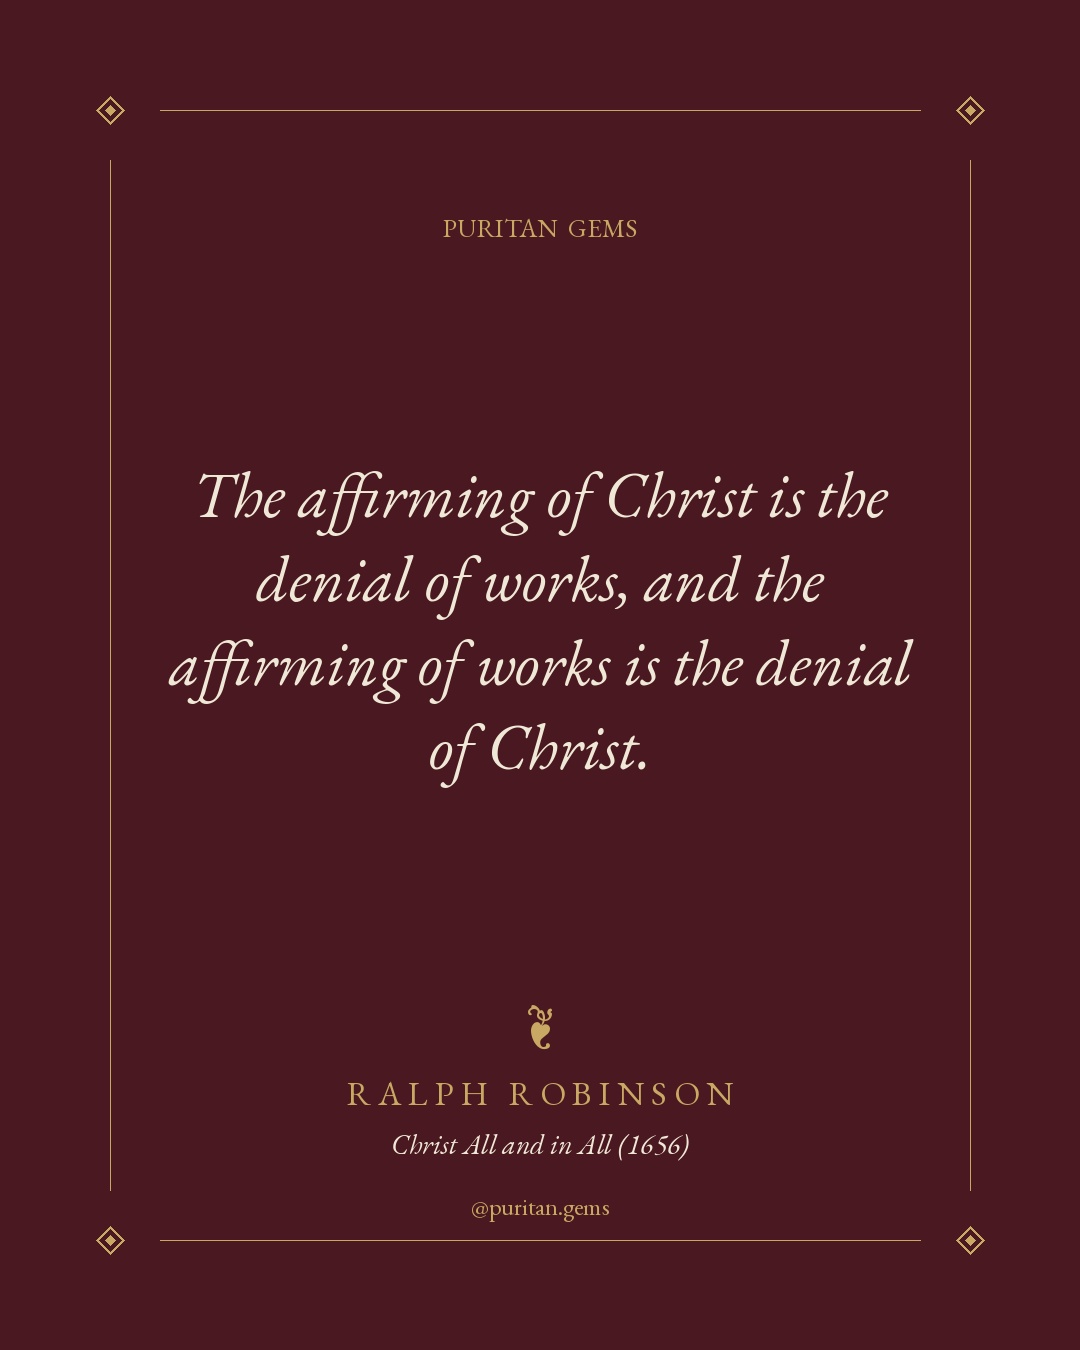 PURITAN GEMS
The affirming of Christ is the
denial of works, and the
affirming of works is the denial
of Christ.
RALPH ROBINSON
Christ All and in All (1656)
@puritan.gems